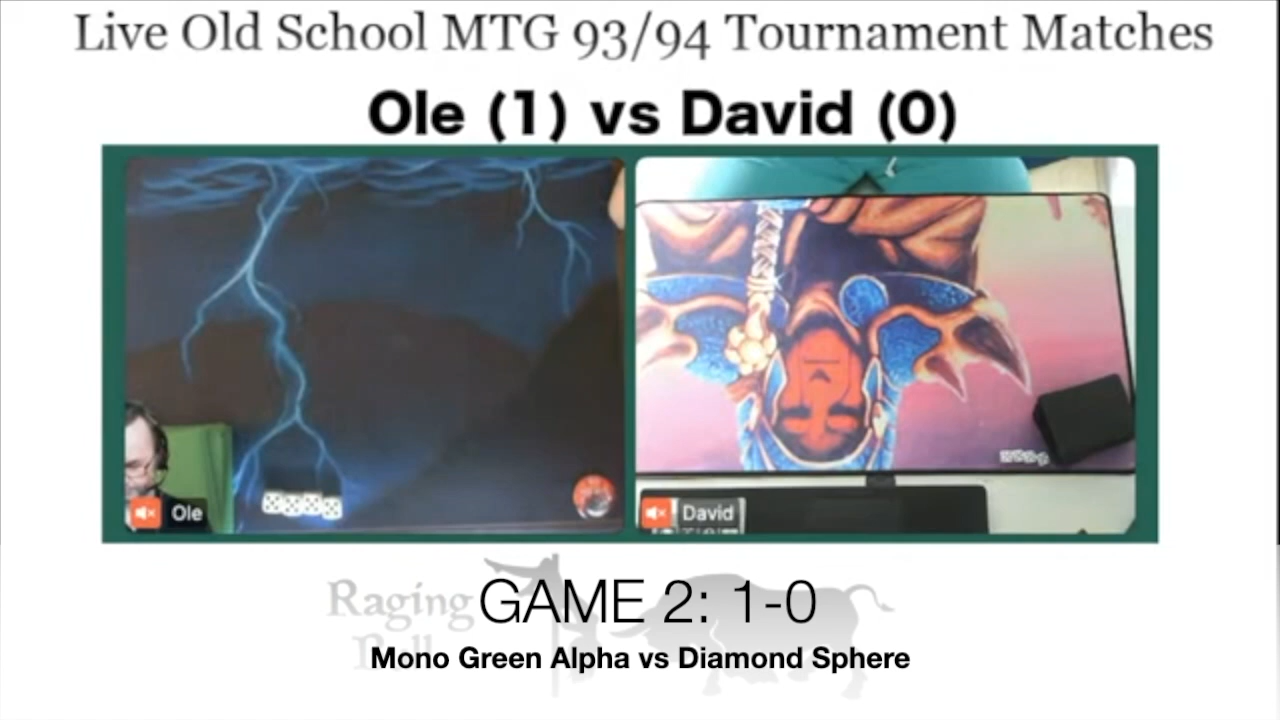 Live Old School MTG 93/94 Tournament Matches
Ole (1) vs David (0)
Ole
David
Raging
GAME 2: 1-0
Mono Green Alpha vs Diamond Sphere